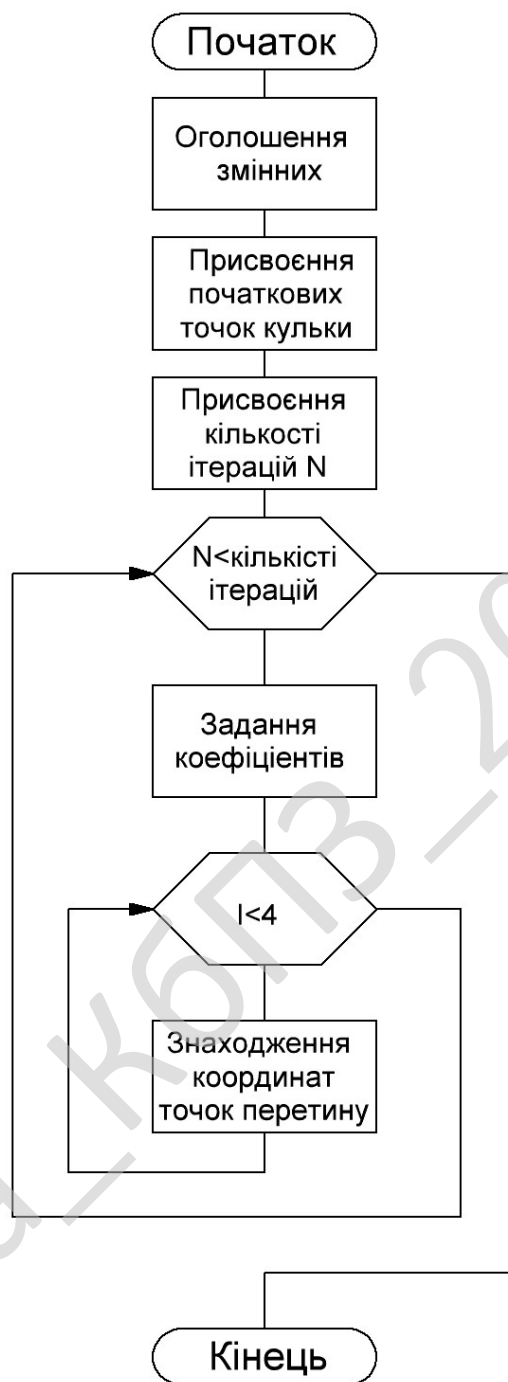 Початок
Оголошення
змінних
Присвоєння
початкових
точок кульки
Присвоєння
кількості
ітерацій N
N<кількісті
ітерацій
Задання
коефіціентів
I<4
Знаходження
координат
точок перетину
Кінець